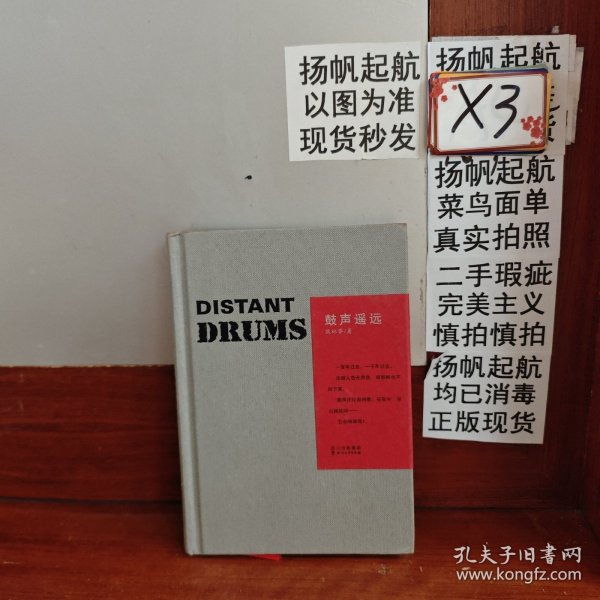 扬帆起航
以图为准
现货秒发
扬帆起航
X3
货
扬帆起航
菜鸟面单
真实拍照
二手瑕疵
完美主义
慎拍慎拍
扬帆起航
均已消毒
正版现货
DISTANT
DRUMS
鼓声遥远
孔夫子旧书网
www.kongfz.com